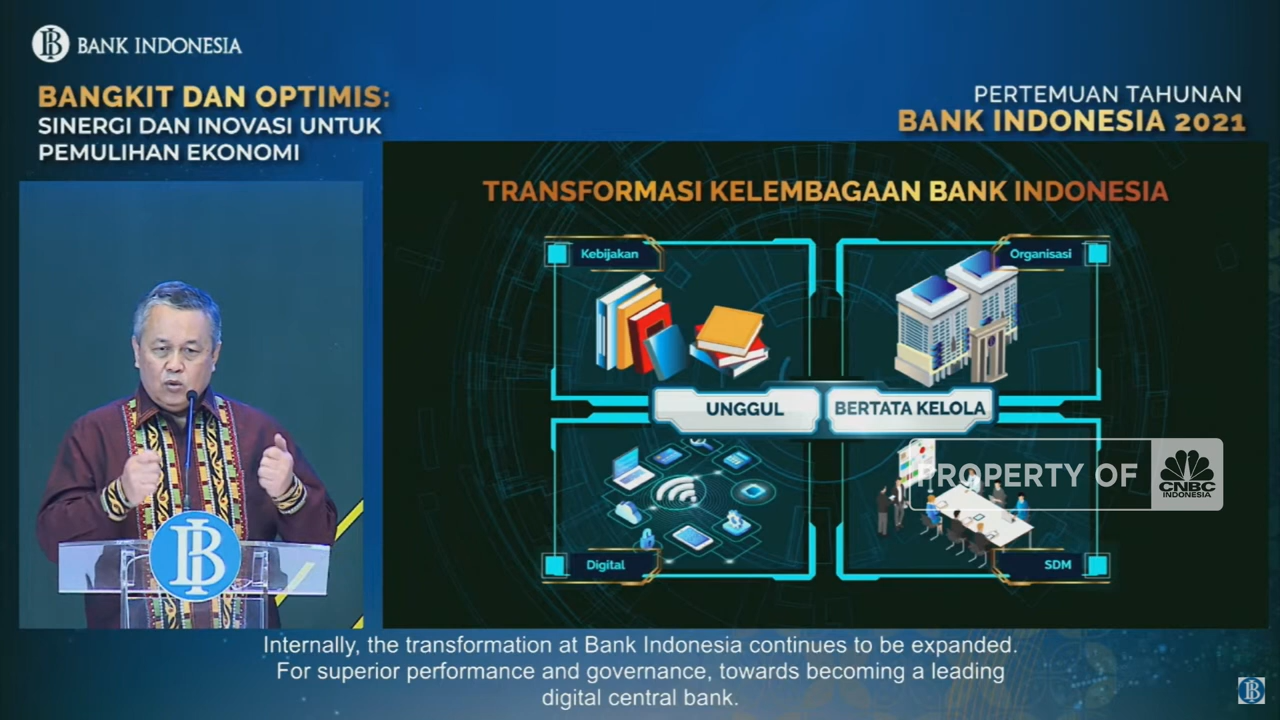 BANK INDONESIA
BANGKIT DAN OPTIMIS:
SINERGI DAN INOVASI UNTUK
PEMULIHAN EKONOMI
PERTEMUAN TAHUNAN
BANK INDONESIA 2021
TRANSFORMASI KELEMBAGAAN BANK INDONESIA
Kebijakan
Organisasi
UNGGUL
BERTATA KELOLA
Digital
SDM
PROPERTY OF
CNBC
INDONESIA
Internally, the transformation at Bank Indonesia continues to be expanded.
For superior performance and governance, towards becoming a leading
digital central bank.